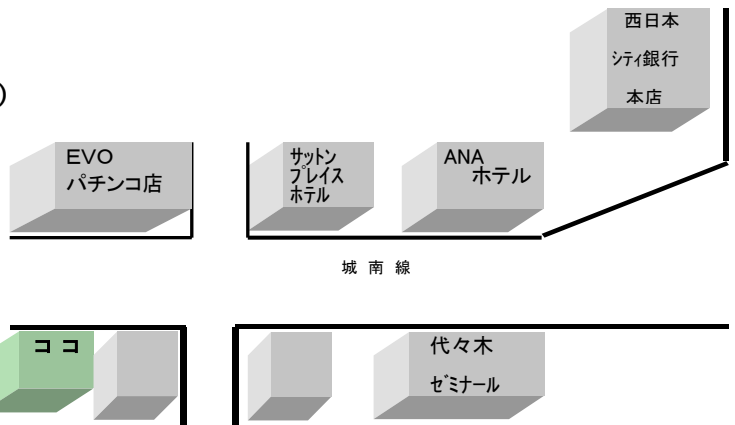 西日本
ｼﾃｨ銀行
本店
)
EVO
パチンコ店
ｻｯﾄﾝ
ﾌﾟﾚｲｽ
ﾎﾃﾙ
ANA
ホテル
城 南 線
コ コ
代々木
ｾﾞﾐﾅｰﾙ